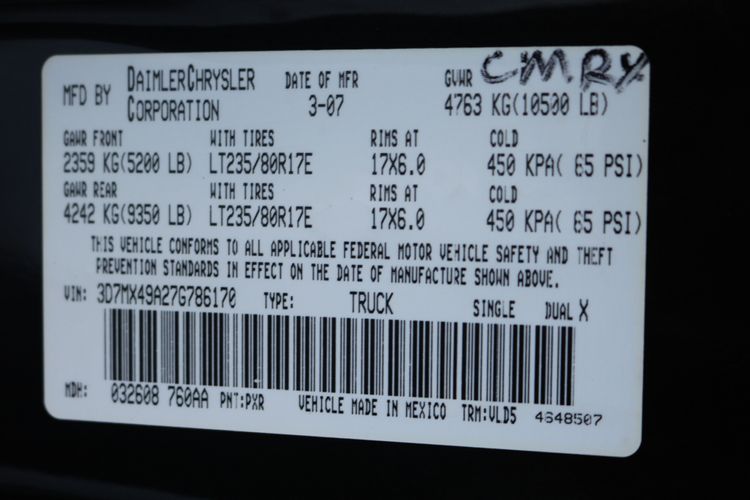 MFD BY DAIMLERCHRYSLER CORPORATION DATE OF MFR 3-07 GVWR CMRX 4763 KG(10500 LB)
GAWR FRONT WITH TIRES RIMS AT COLD
2359 KG(5200 LB) LT235/80R17E 17X6.0 450 KPA( 65 PSI)
GAWR REAR WITH TIRES RIMS AT COLD
4242 KG(9350 LB) LT235/80R17E 17X6.0 450 KPA( 65 PSI)
THIS VEHICLE CONFORMS TO ALL APPLICABLE FEDERAL MOTOR VEHICLE SAFETY AND THEFT
PREVENTION STANDARDS IN EFFECT ON THE DATE OF MANUFACTURE SHOWN ABOVE.
VIN: 3D7MX49A27G786170 TYPE: TRUCK SINGLE DUAL X
MDH: 032608 760AA PNT:PXR VEHICLE MADE IN MEXICO TRM:VLD5 4648507